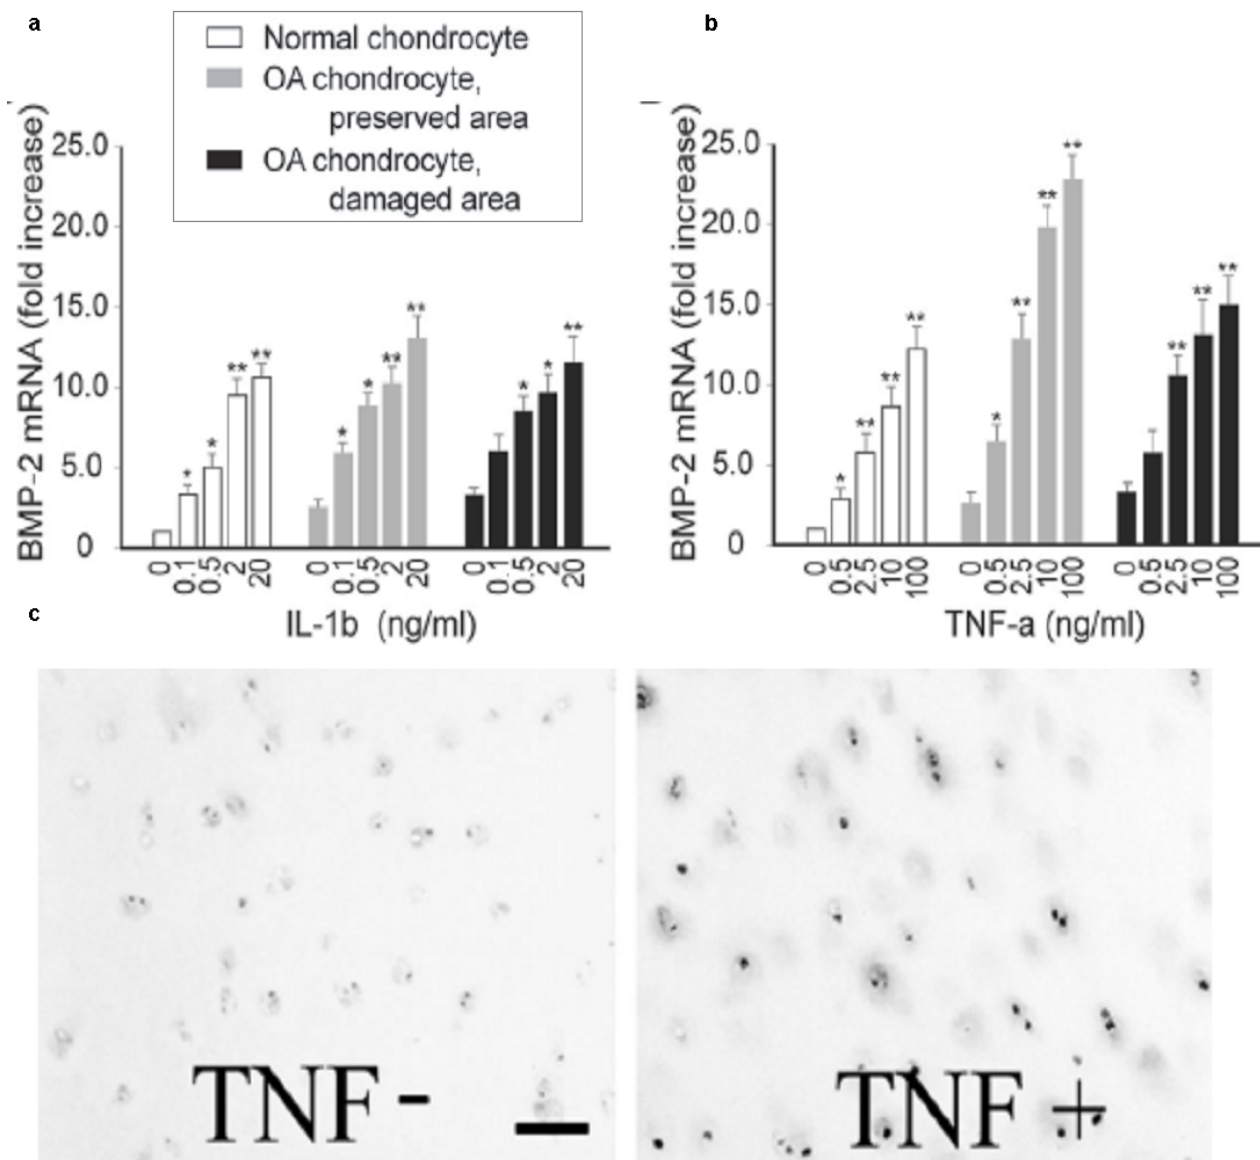 a
Normal chondrocyte
OA chondrocyte,
preserved area
OA chondrocyte,
damaged area
BMP-2 mRNA (fold increase)
25.0
20.0
15.0
10.0
5.0
0
* * ** **
* * ** **
* * **
0 0.1 0.5 2 20 0 0.1 0.5 2 20 0 0.1 0.5 2 20
IL-1b (ng/ml)
b
BMP-2 mRNA (fold increase)
25.0
20.0
15.0
10.0
5.0
0
* ** ** **
* ** ** **
** ** **
0 0.5 2.5 10 100 0 0.5 2.5 10 100 0 0.5 2.5 10 100
TNF-a (ng/ml)
c
TNF -
TNF +